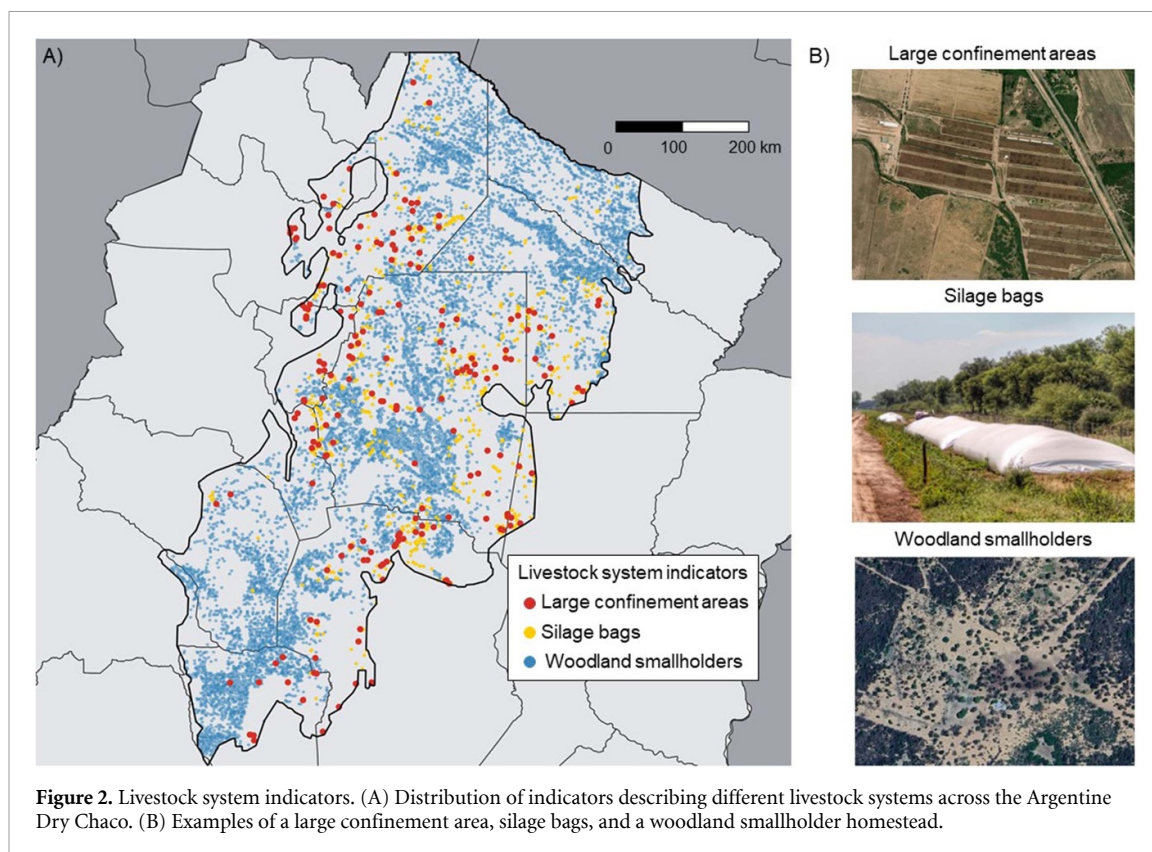 A)
0 100 200 km
Livestock system indicators
Large confinement areas
Silage bags
Woodland smallholders
B)
Large confinement areas
Silage bags
Woodland smallholders
Figure 2. Livestock system indicators. (A) Distribution of indicators describing different livestock systems across the Argentine
Dry Chaco. (B) Examples of a large confinement area, silage bags, and a woodland smallholder homestead.